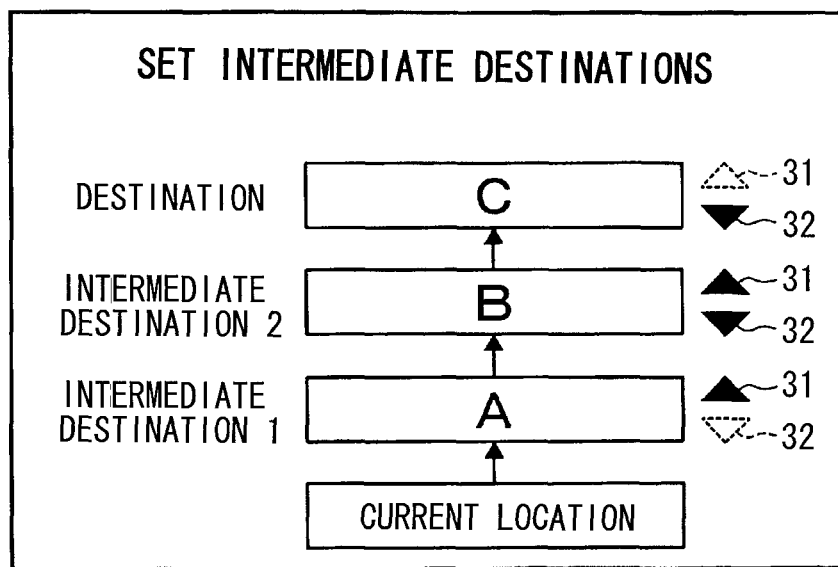 SET INTERMEDIATE DESTINATIONS
DESTINATION
C
31
32
INTERMEDIATE
DESTINATION 2
B
31
32
INTERMEDIATE
DESTINATION 1
A
31
32
CURRENT LOCATION